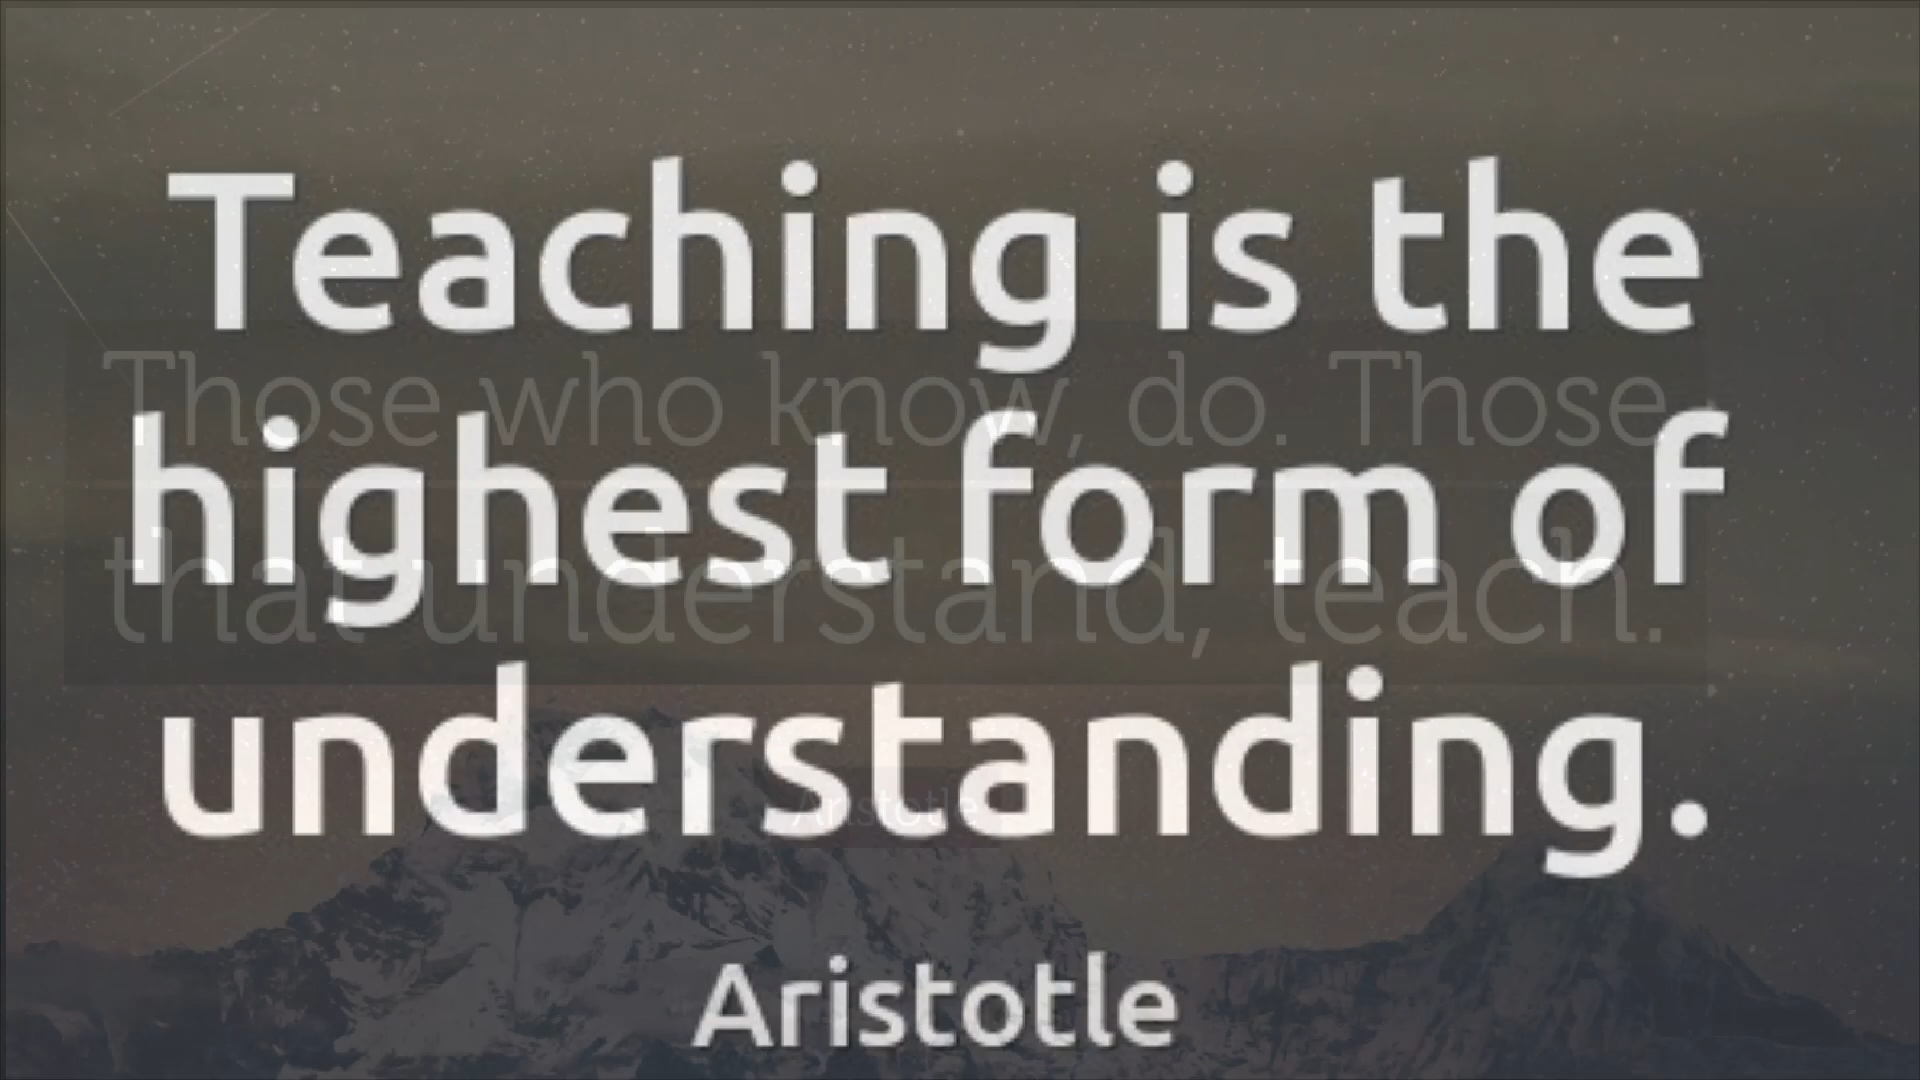 Teaching is the
Those who know, do. Those
highest form of
that understand, teach.
understanding.
Aristotle
Aristotle